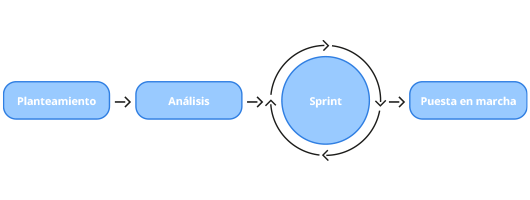 Planteamiento
Análisis
Sprint
Puesta en marcha